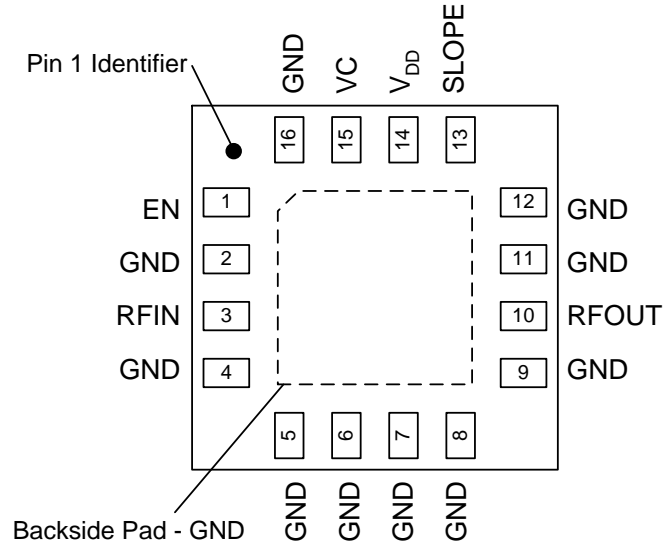 Pin 1 Identifier
GND
VC
VDD
SLOPE
16
15
14
13
EN
1
12
GND
GND
2
11
GND
RFIN
3
10
RFOUT
GND
4
9
GND
5
6
7
8
GND
GND
GND
GND
Backside Pad - GND